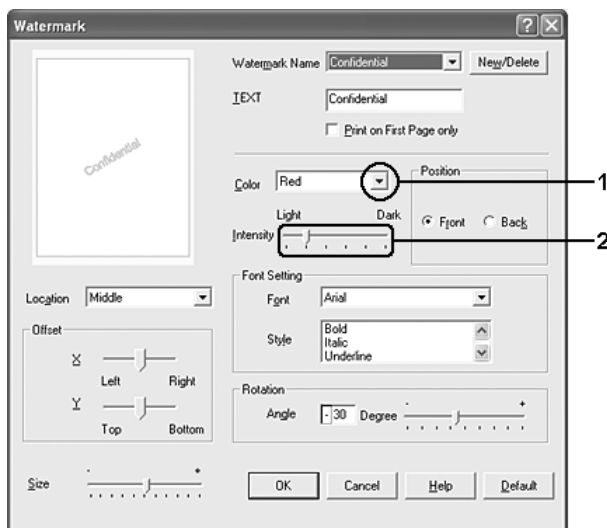 Watermark
Watermark Name Confidential New/Delete
TEXT Confidential
Print on First Page only
Confidential
Color Red
1
Position
Front Back
Light Dark
Intensity
2
Location Middle
Font Setting
Font Arial
Style Bold
Italic
Underline
Offset
X
Left Right
Y
Top Bottom
Rotation
Angle -30 Degree - +
Size - +
OK Cancel Help Default